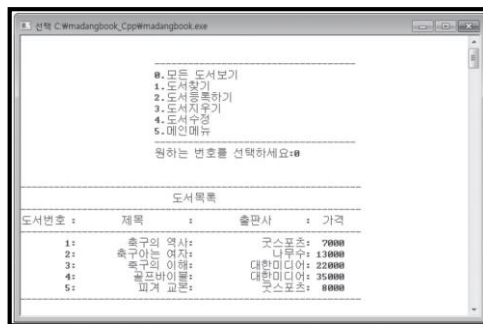 선택 C:₩madangbook_Cpp₩madangbook.exe
0.모든 도서보기
1.도서찾기
2.도서등록하기
3.도서지우기
4.도서수정
5.메인메뉴
원하는 번호를 선택하세요:0
도서목록
도서번호 : 제목 : 출판사 : 가격
1: 축구의 역사: 굿스포츠: 7000
2: 축구아는 여자: 나무수: 13000
3: 축구의 이해: 대한미디어: 22000
4: 골프바이블: 대한미디어: 35000
5: 피겨 교본: 굿스포츠: 8000